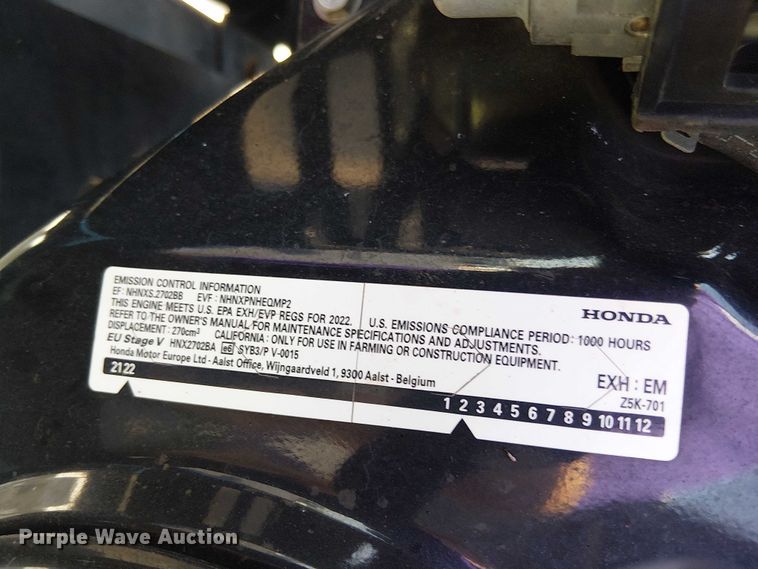 EMISSION CONTROL INFORMATION
EF: NHNXS.2702BB EVF: NHNXPNHEQMP2
THIS ENGINE MEETS U.S. EPA EXH/EVP REGS FOR 2022. U.S. EMISSIONS COMPLIANCE PERIOD: 1000 HOURS
REFER TO THE OWNER'S MANUAL FOR MAINTENANCE SPECIFICATIONS AND ADJUSTMENTS.
DISPLACEMENT: 270cm³ CALIFORNIA: ONLY FOR USE IN FARMING OR CONSTRUCTION EQUIPMENT.
EU Stage V HNX2702BA e6 SYB3/P V-0015
Honda Motor Europe Ltd - Aalst Office, Wijngaardveld 1, 9300 Aalst - Belgium
HONDA
EXH : EM
Z5K-701
21 22
1 2 3 4 5 6 7 8 9 10 11 12
Purple Wave Auction
PurpleWave.com